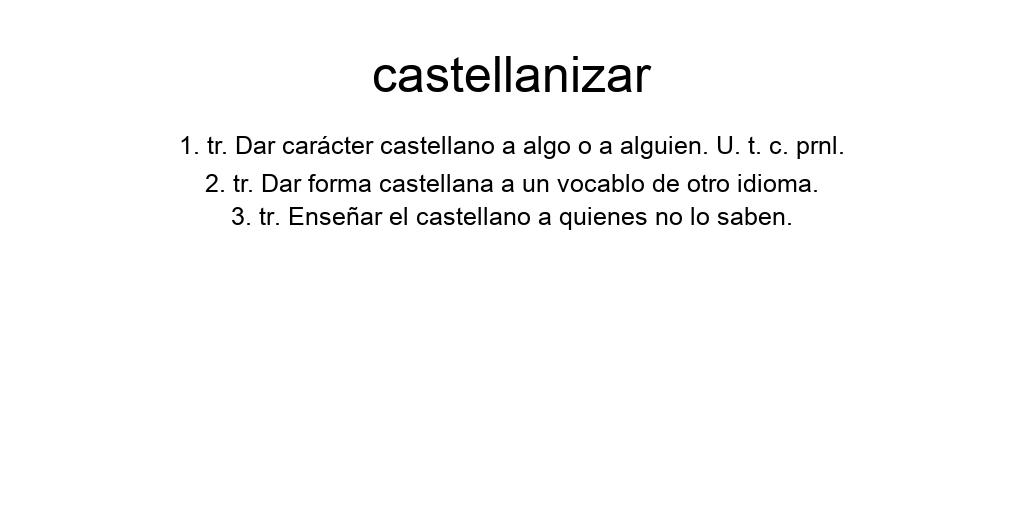 castellanizar
1. tr. Dar carácter castellano a algo o a alguien. U. t. c. prnl.
2. tr. Dar forma castellana a un vocablo de otro idioma.
3. tr. Enseñar el castellano a quienes no lo saben.